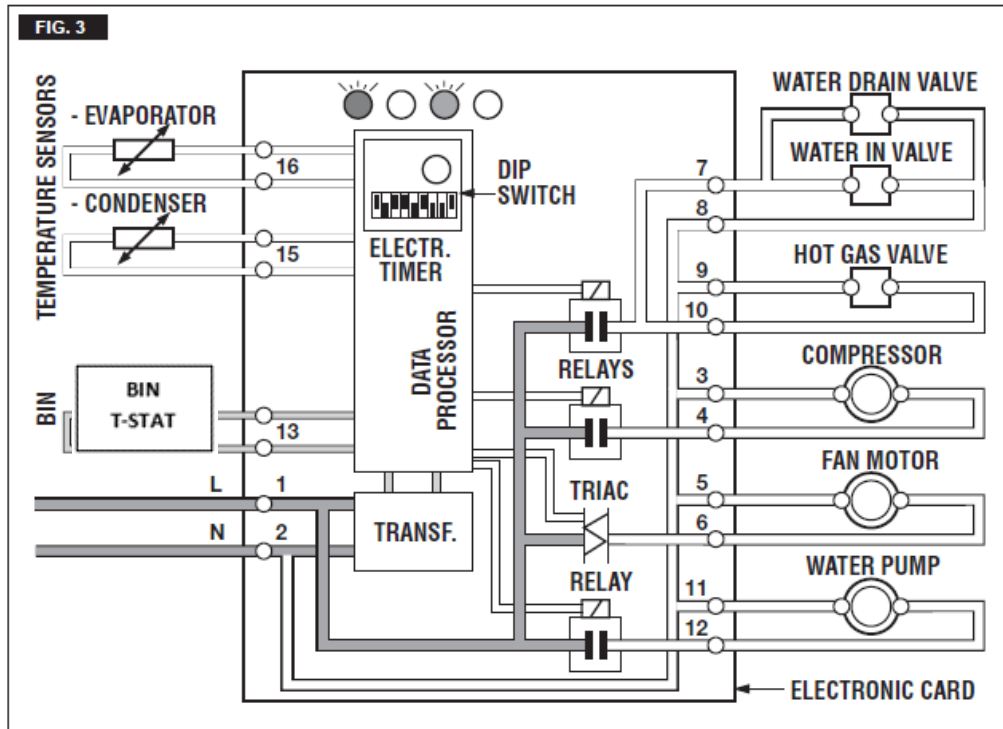 FIG. 3
TEMPERATURE SENSORS
- EVAPORATOR
16
- CONDENSER
15
BIN
BIN
T-STAT
13
L
1
N
2
DIP
SWITCH
ELECTR.
TIMER
DATA
PROCESSOR
TRANSF.
RELAYS
TRIAC
RELAY
WATER DRAIN VALVE
WATER IN VALVE
7
8
HOT GAS VALVE
9
10
COMPRESSOR
3
4
FAN MOTOR
5
6
WATER PUMP
11
12
ELECTRONIC CARD